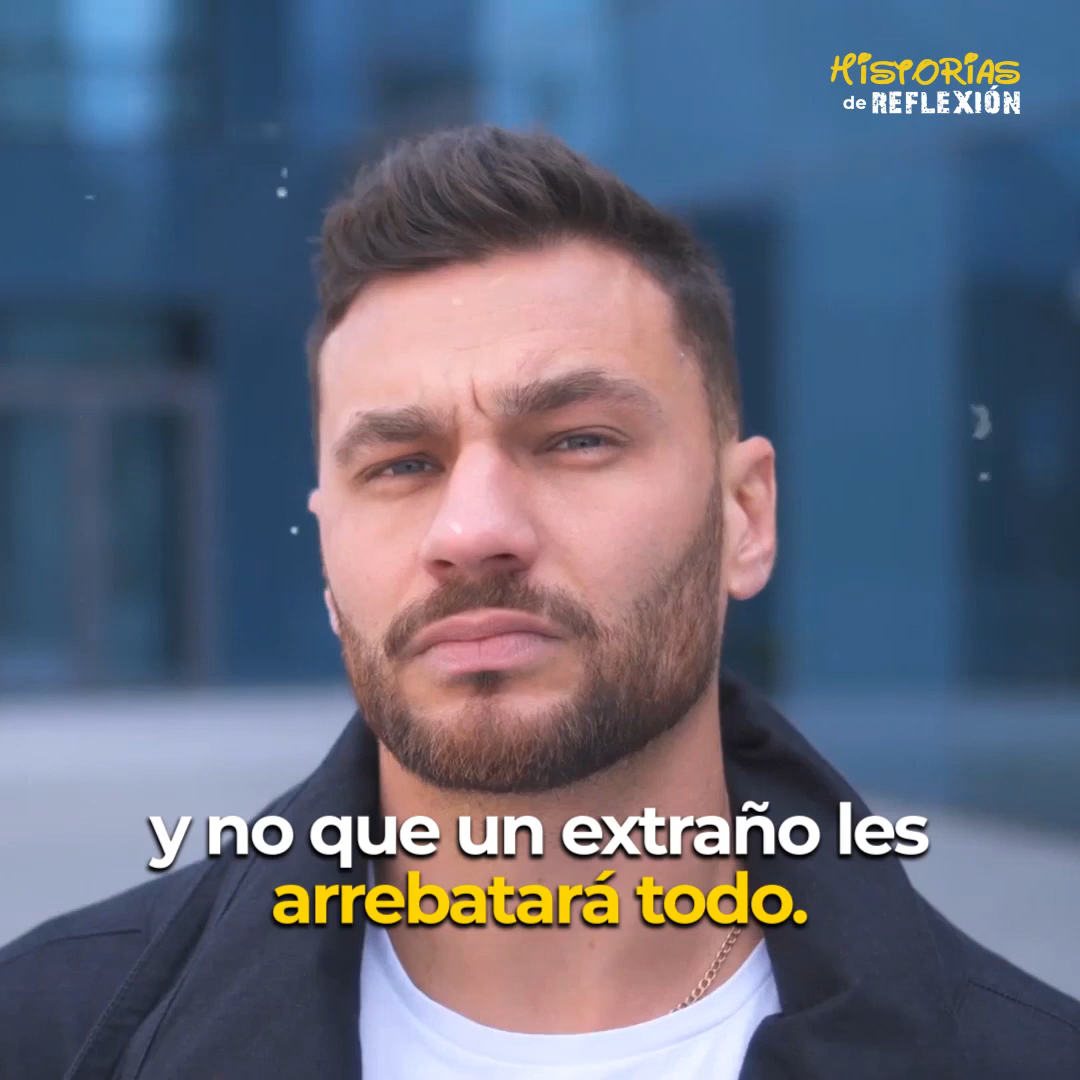 HISTORIAS
de REFLEXIÓN
y no que un extraño les
arrebatará todo.